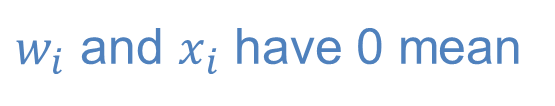 𝑤ᵢ and 𝑥ᵢ have 0 mean